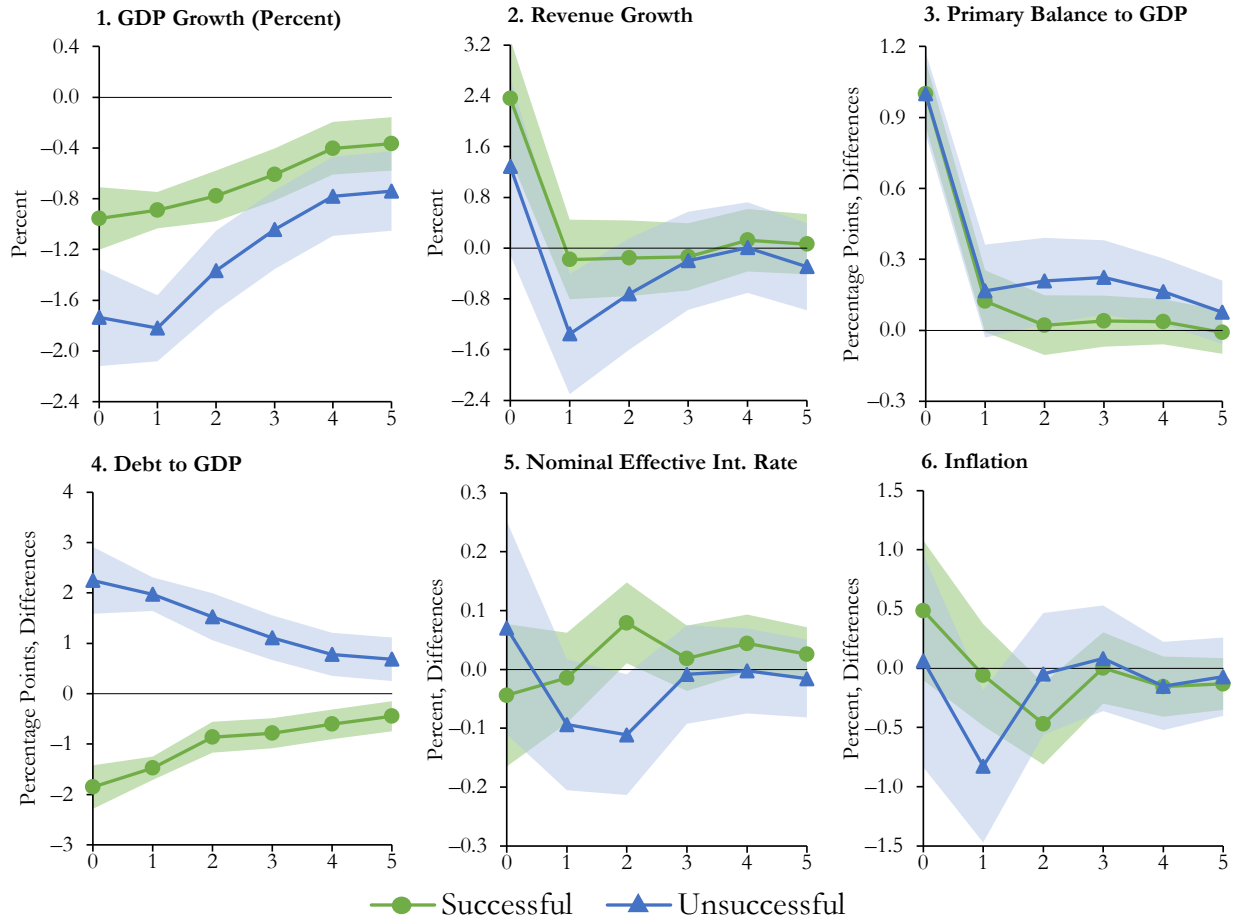 1. GDP Growth (Percent)
Percent
0.4
0.0
–0.4
–0.8
–1.2
–1.6
–2.0
–2.4
0 1 2 3 4 5
2. Revenue Growth
Percent
3.2
2.4
1.6
0.8
0.0
–0.8
–1.6
–2.4
0 1 2 3 4 5
3. Primary Balance to GDP
Percentage Points, Differences
1.2
0.9
0.6
0.3
0.0
–0.3
0 1 2 3 4 5
4. Debt to GDP
Percentage Points, Differences
4
3
2
1
0
–1
–2
–3
0 1 2 3 4 5
5. Nominal Effective Int. Rate
Percent, Differences
0.3
0.2
0.1
0.0
–0.1
–0.2
–0.3
0 1 2 3 4 5
6. Inflation
Percent, Differences
1.5
1.0
0.5
0.0
–0.5
–1.0
–1.5
0 1 2 3 4 5
Successful Unsuccessful